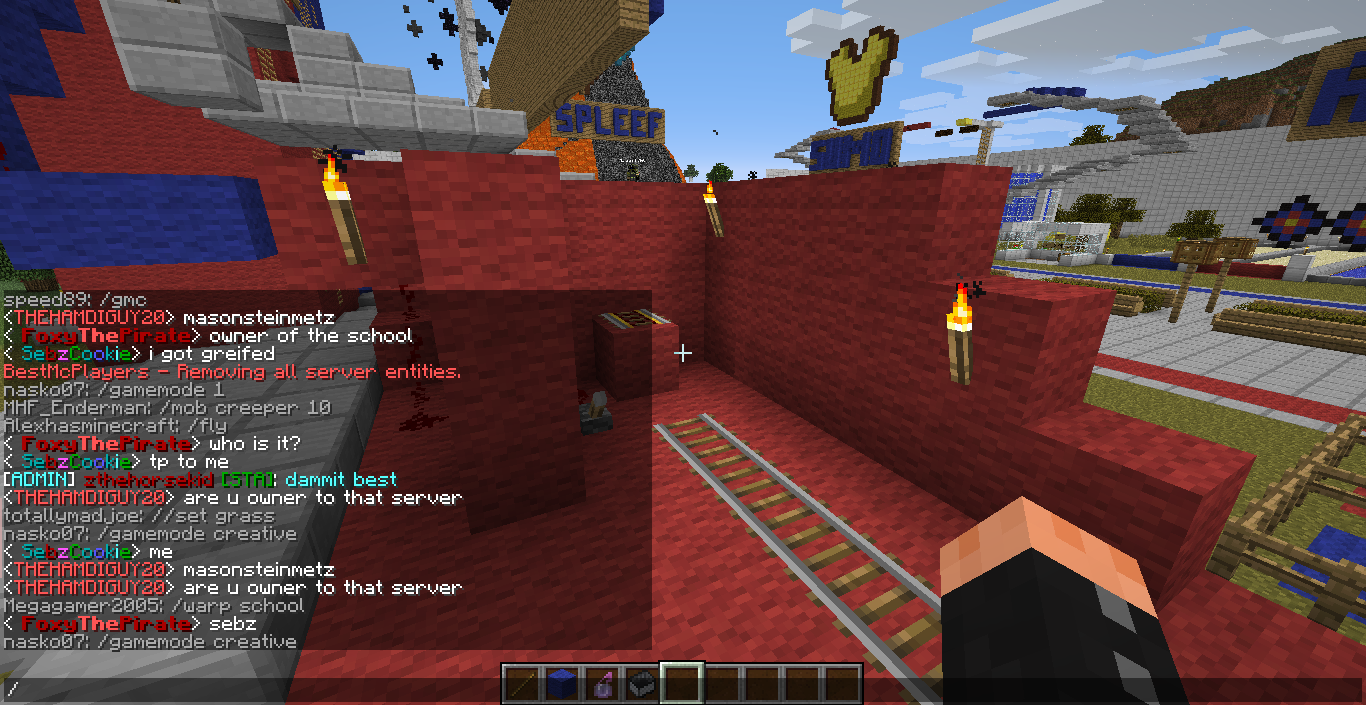 SPLEEF
speed89: /gmc
<THEHAMDIGUY20> masonsteinmetz
< FoxyThePirate> owner of the school
< SebzCookie> i got greifed
BestMcPlayers - Removing all server entities.
nasko07: /gamemode 1
MHF_Enderman: /mob creeper 10
Alexhasminecraft: /fly
< FoxyThePirate> who is it?
< SebzCookie> tp to me
[ADMIN] zthehorsekid [STA]: dammit best
<THEHAMDIGUY20> are u owner to that server
totallymadjoe: //set grass
nasko07: /gamemode creative
< SebzCookie> me
<THEHAMDIGUY20> masonsteinmetz
<THEHAMDIGUY20> are u owner to that server
Megagamer2005: /warp school
< FoxyThePirate> sebz
nasko07: /gamemode creative
/